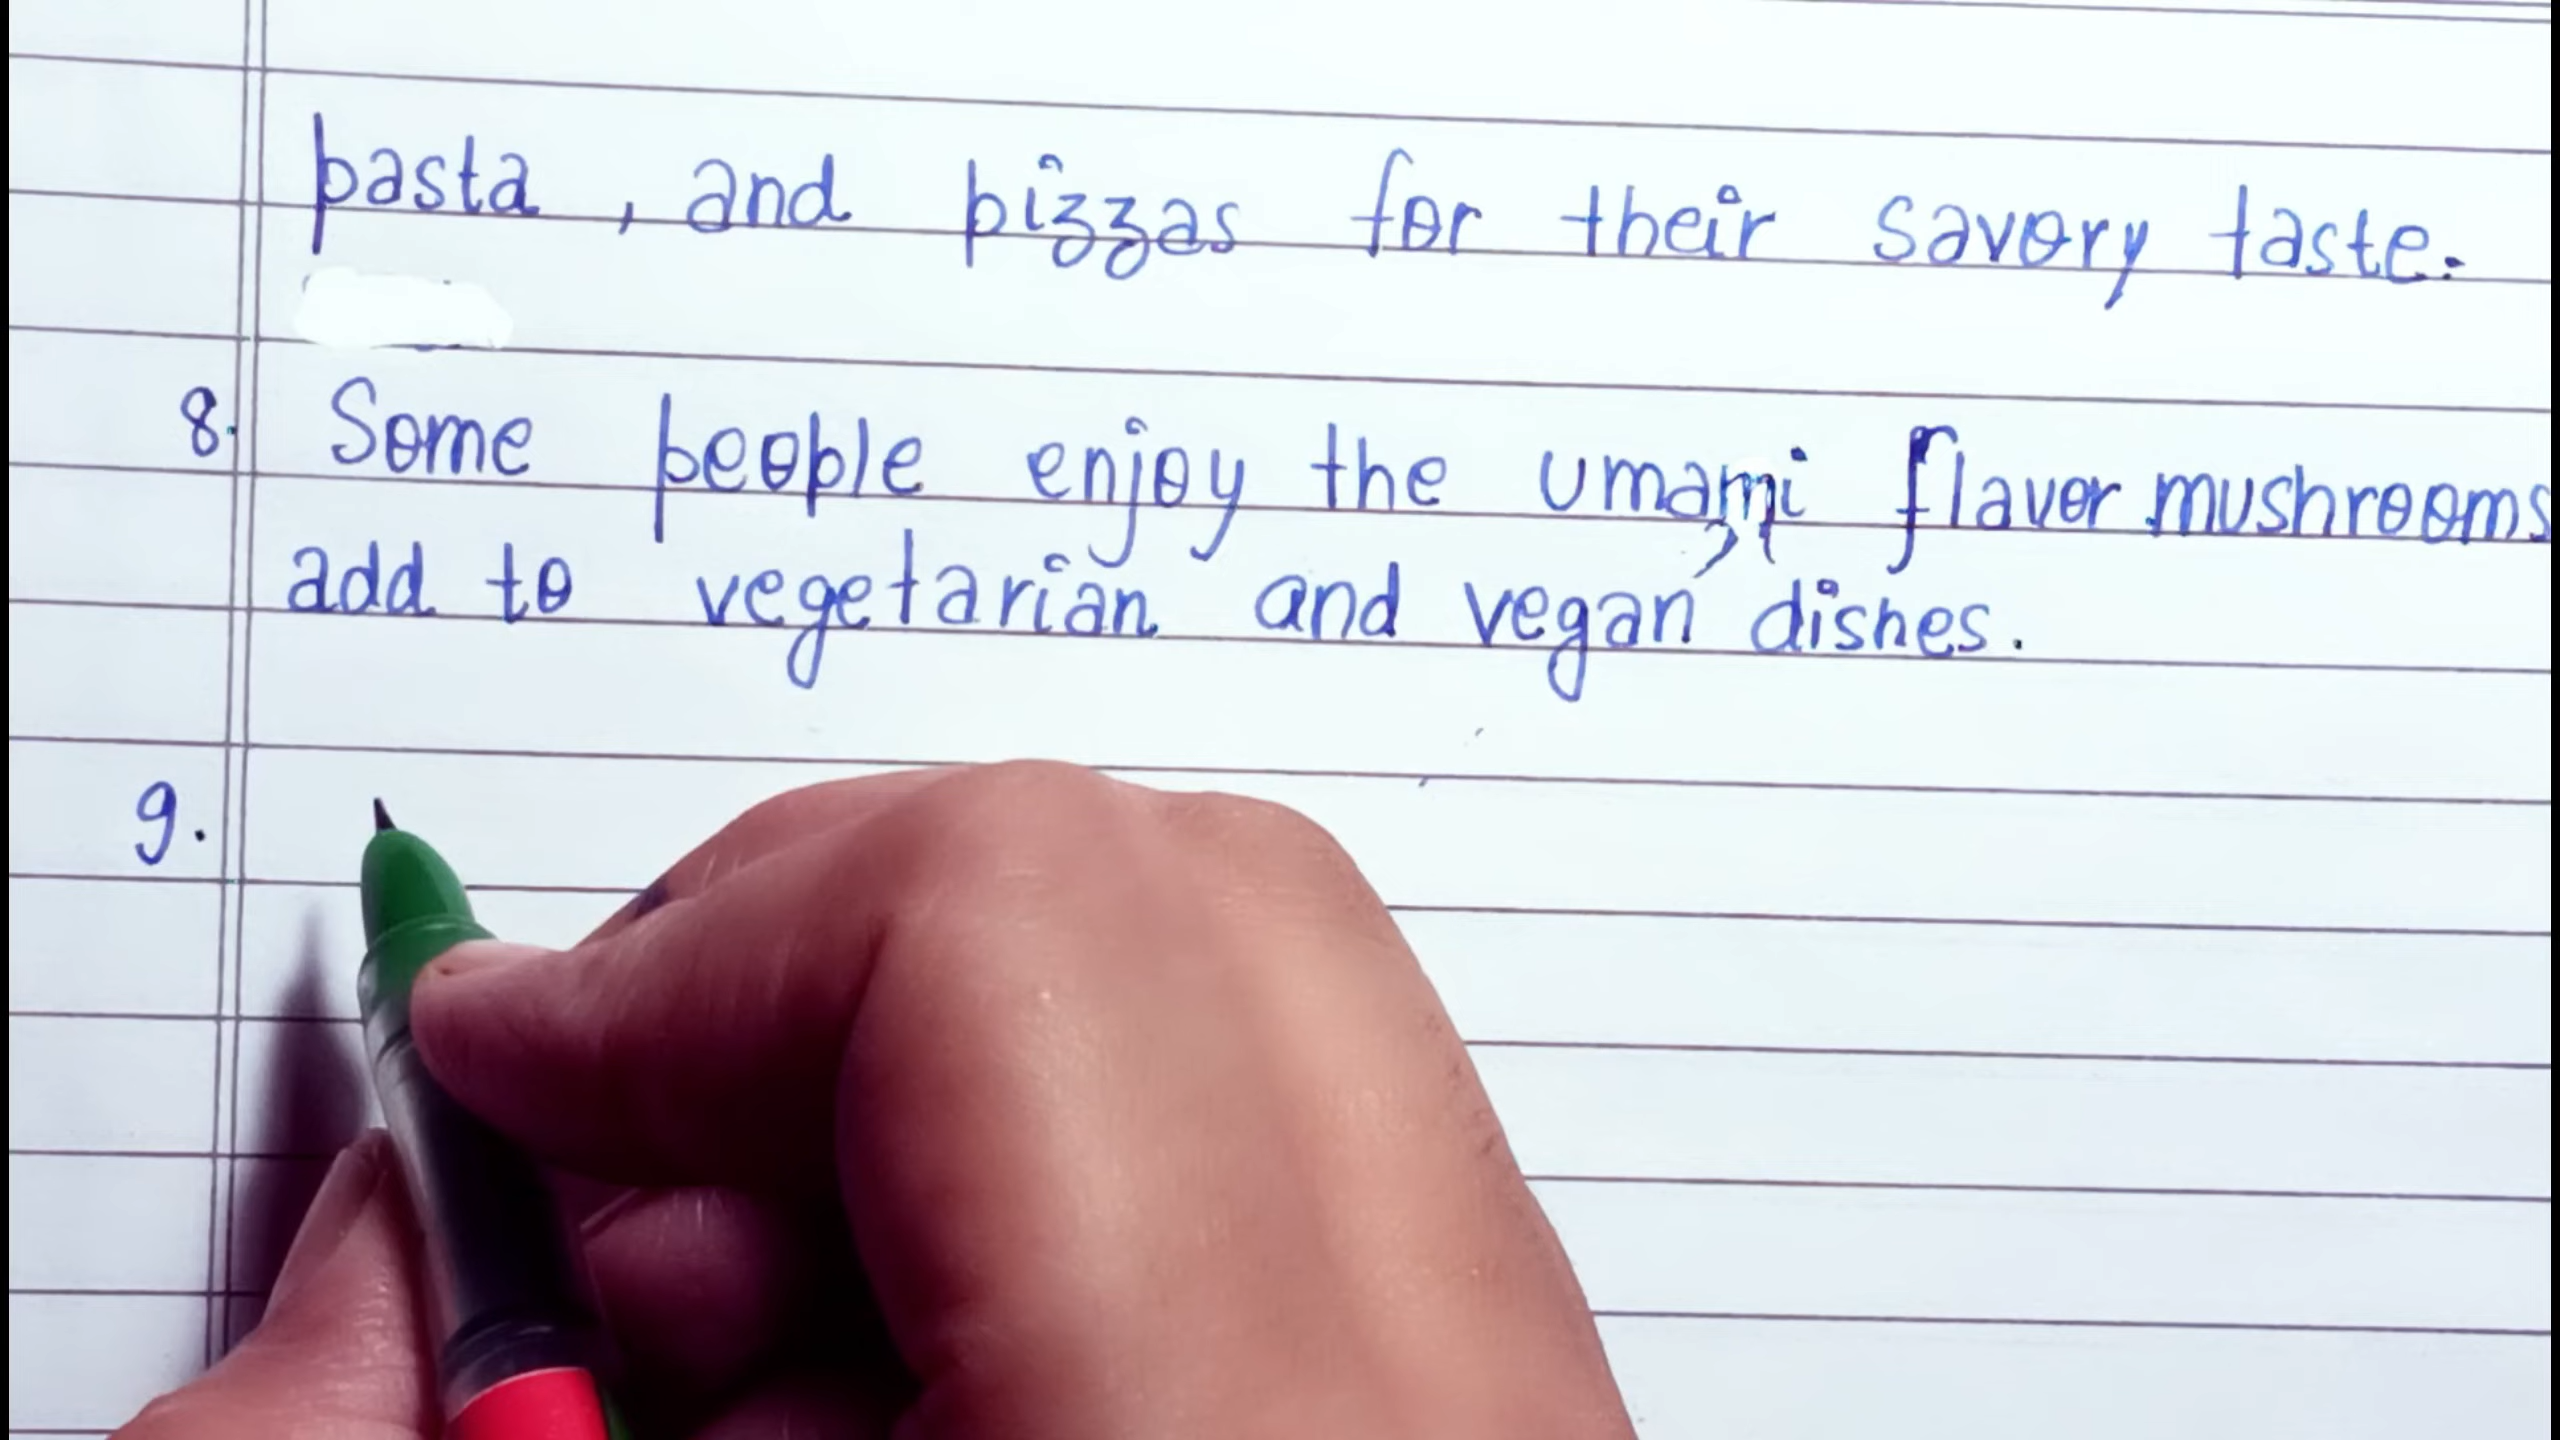 pasta, and pizzas for their savory taste.
8. Some people enjoy the umami flavor mushrooms
add to vegetarian and vegan dishes.
9.